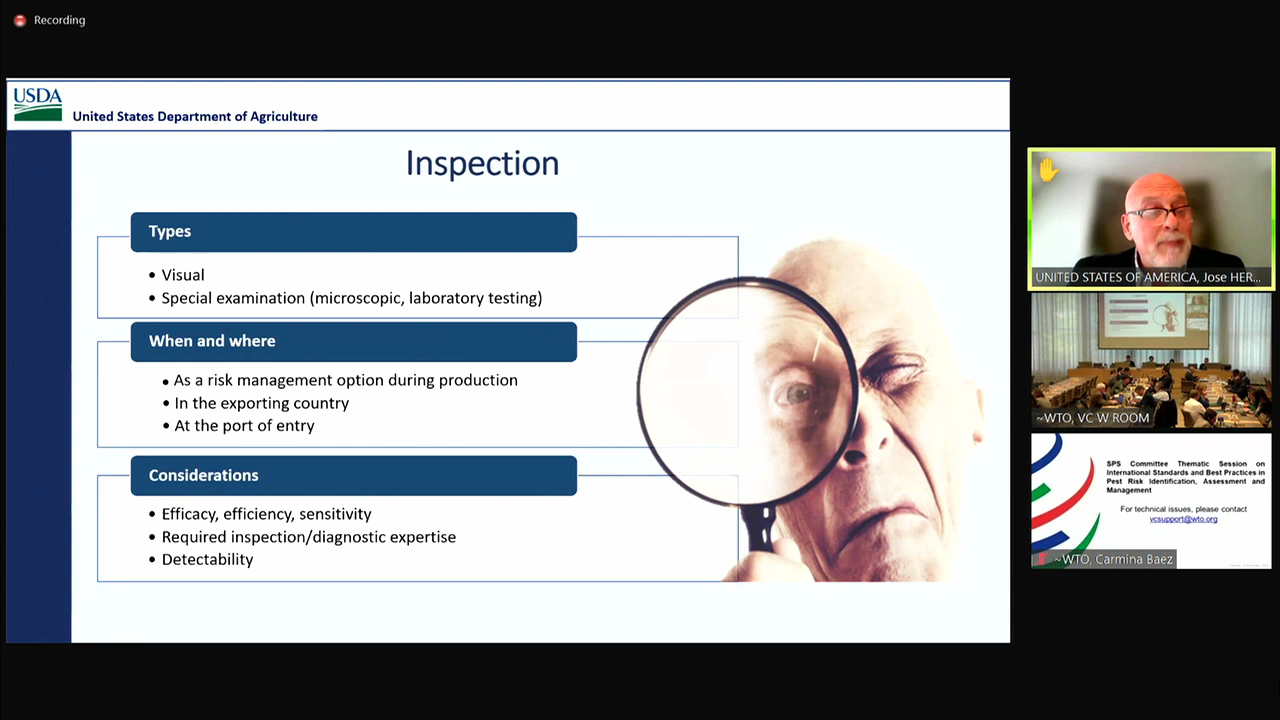 Recording
USDA
United States Department of Agriculture
Inspection
Types
• Visual
• Special examination (microscopic, laboratory testing)
When and where
• As a risk management option during production
• In the exporting country
• At the port of entry
Considerations
• Efficacy, efficiency, sensitivity
• Required inspection/diagnostic expertise
• Detectability
UNITED STATES OF AMERICA, Jose HER...
~WTO, VC W ROOM
SPS Committee Thematic Session on
International Standards and Best Practices in
Pest Risk Identification, Assessment and
Management
For technical issues, please contact
vcsupport@wto.org
~WTO, Carmina Baez